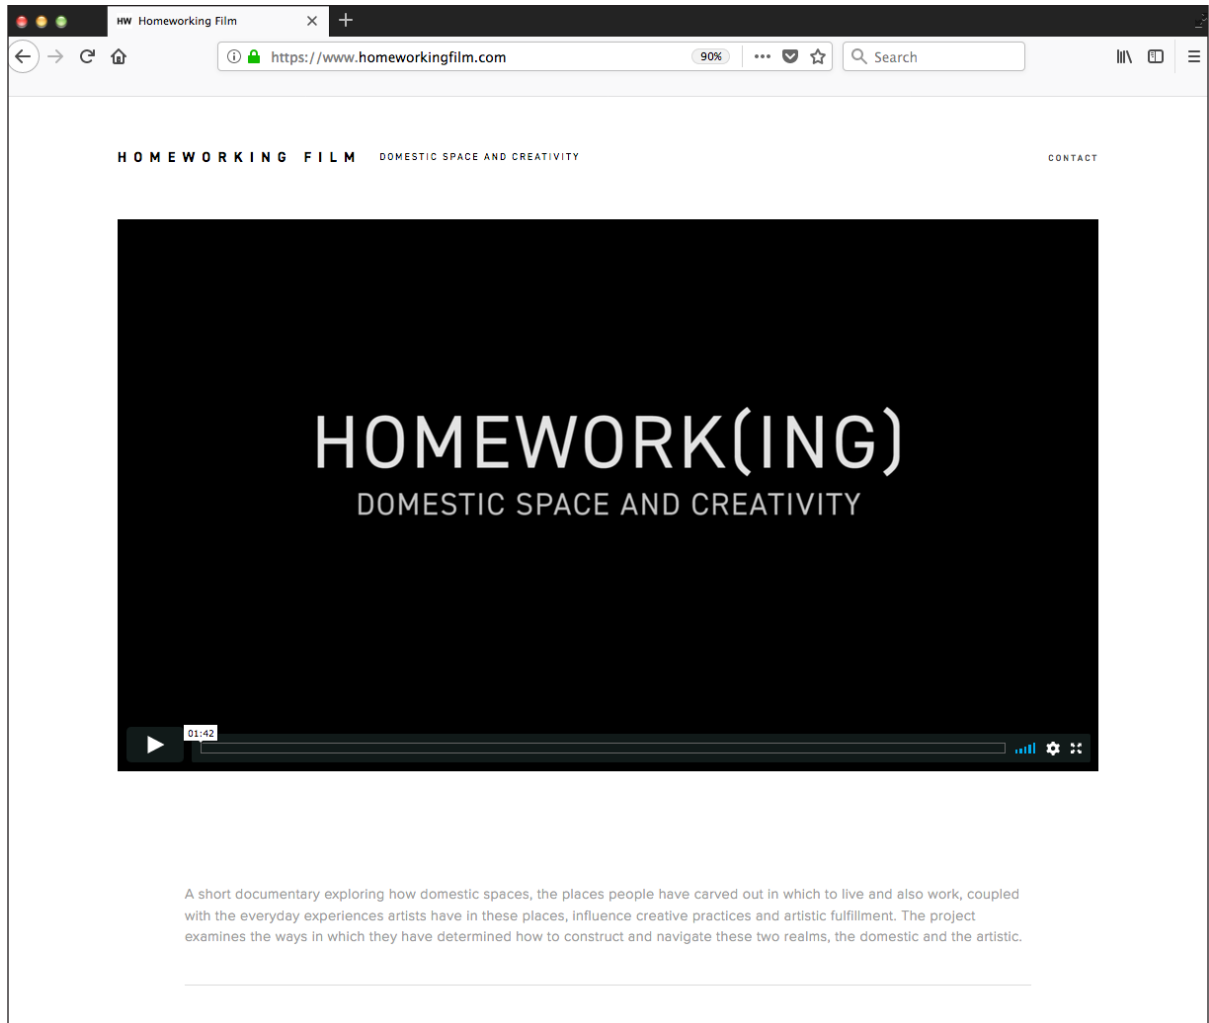 HW Homeworking Film
https://www.homeworkingfilm.com
90%
Search
HOMEWORKING FILM DOMESTIC SPACE AND CREATIVITY
CONTACT
HOMEWORK(ING)
DOMESTIC SPACE AND CREATIVITY
01:42
A short documentary exploring how domestic spaces, the places people have carved out in which to live and also work, coupled
with the everyday experiences artists have in these places, influence creative practices and artistic fulfillment. The project
examines the ways in which they have determined how to construct and navigate these two realms, the domestic and the artistic.